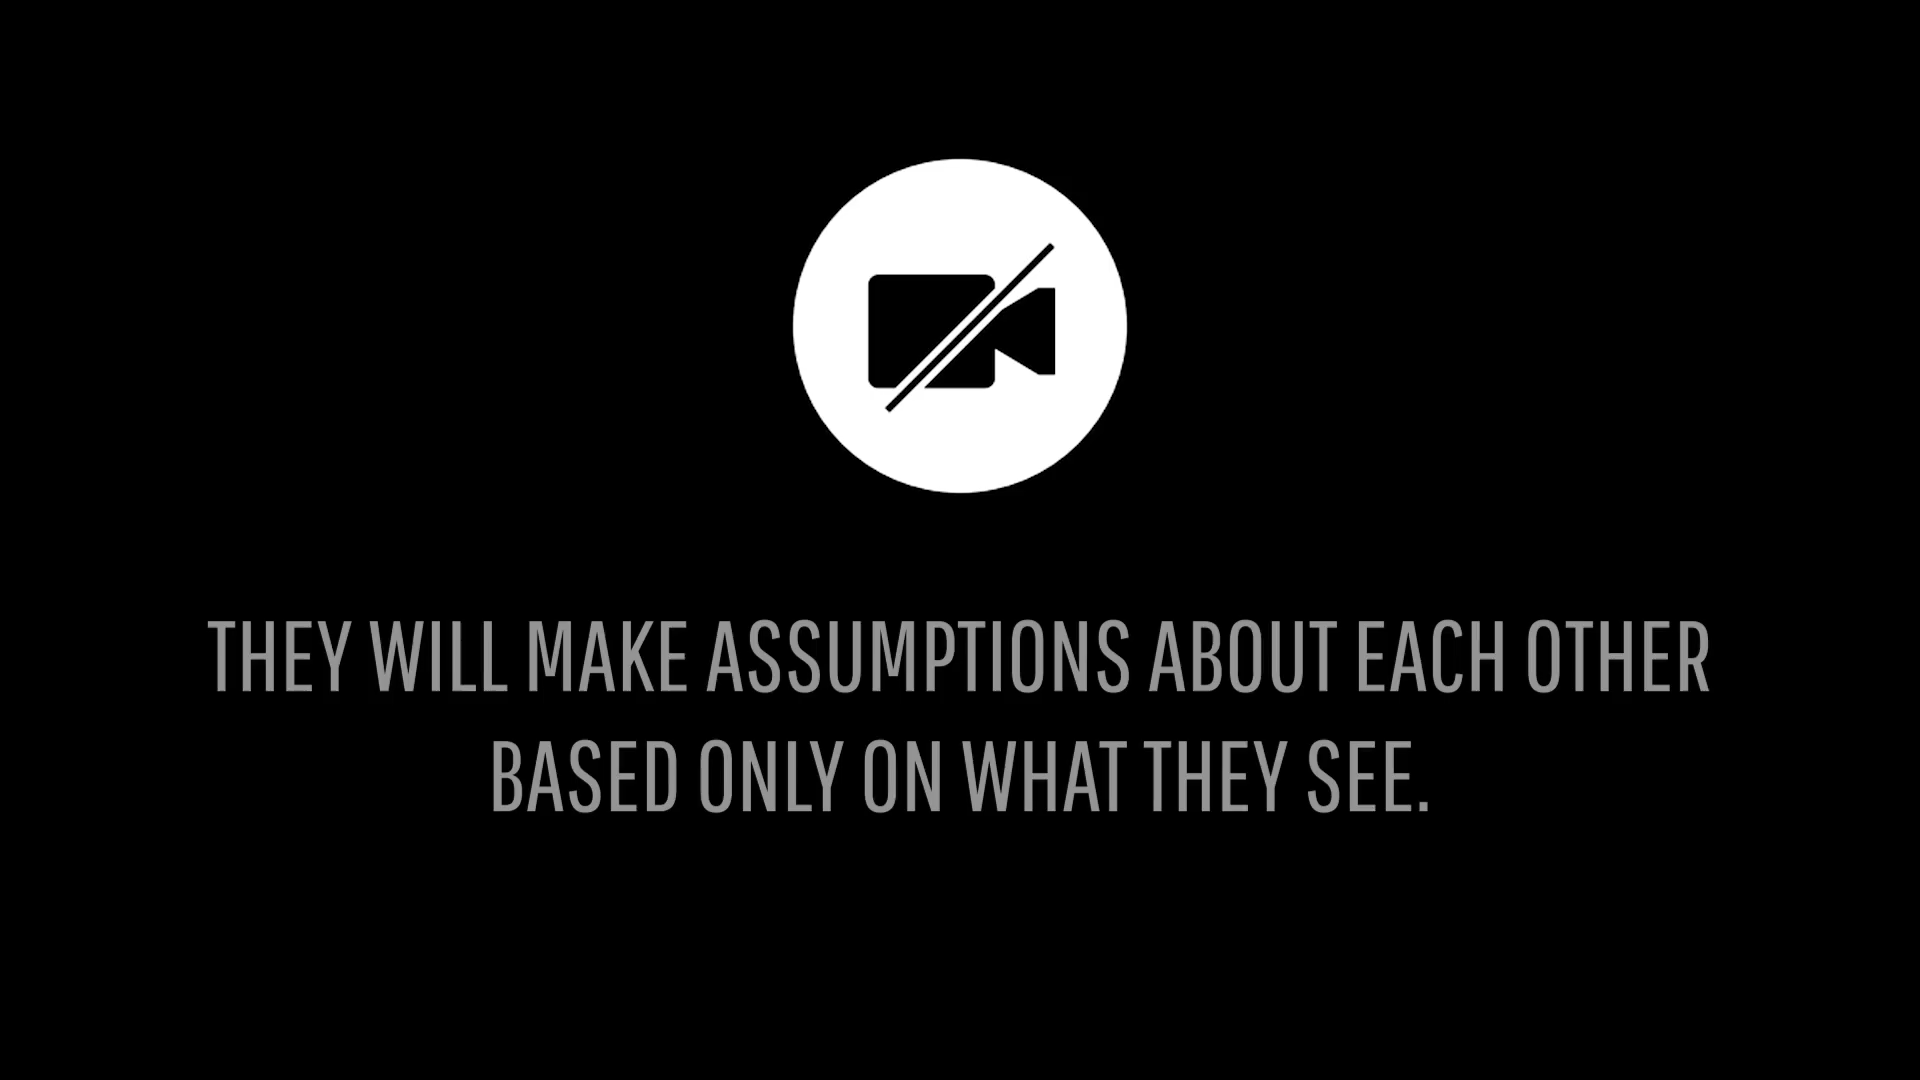 THEY WILL MAKE ASSUMPTIONS ABOUT EACH OTHER
BASED ONLY ON WHAT THEY SEE.